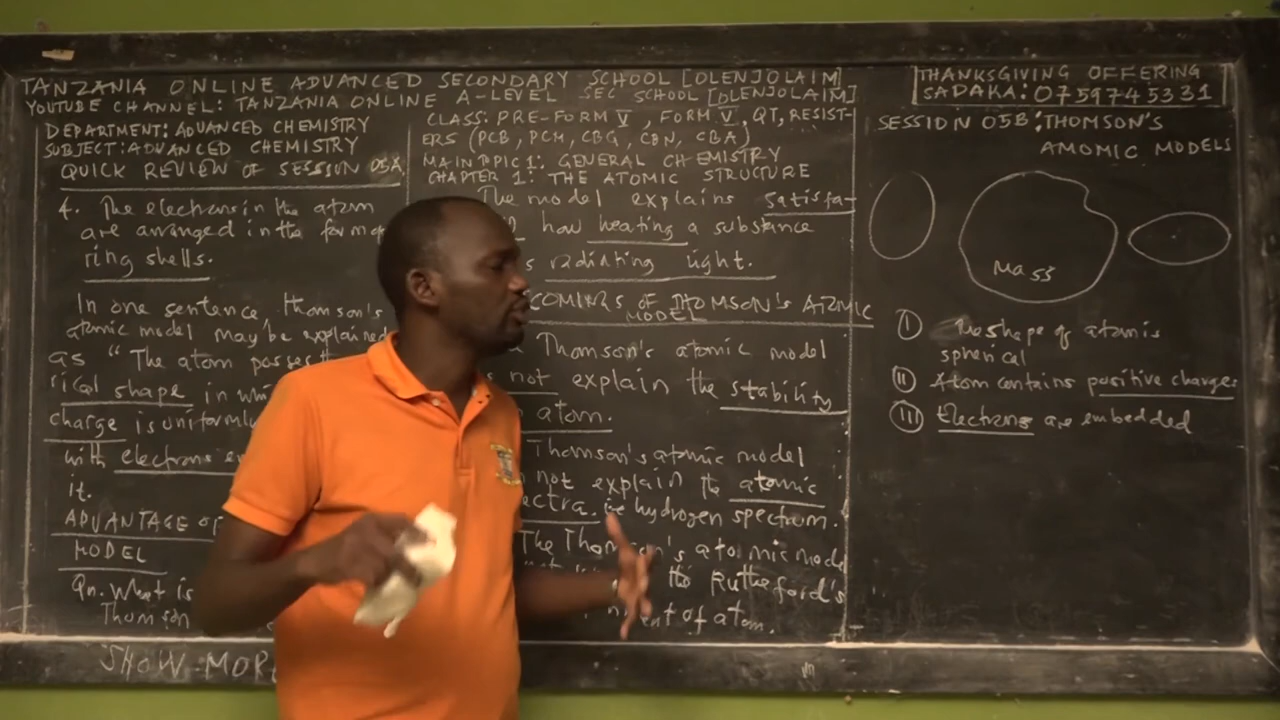 TANZANIA ONLINE ADVANCED SECONDARY SCHOOL [OLENJOLAIM]
YOUTUBE CHANNEL: TANZANIA ONLINE A-LEVEL SEC SCHOOL [OLENJOLAIM]
THANKSGIVING OFFERING
SADAKA: 0759745331
DEPARTMENT: ADVANCED CHEMISTRY
SUBJECT: ADVANCED CHEMISTRY
QUICK REVIEW OF SESSION 05A,
4. The electrons in the atom
are arranged in the form of
ring shells.
In one sentence, Thomson's
atomic model may be explained
as "The atom
rical shape in
charge is uniformly
with electrons
it.
ADVANTAGE OF
MODEL
Qn. What is
Thomson
SHOW MORE
CLASS: PRE-FORM V, FORM V, QT, RESIST-
ERS (PCB, PCM, CBG, CBN, CBA)
MAIN TOPIC 1: GENERAL CHEMISTRY
CHAPTER 1: THE ATOMIC STRUCTURE
The model explains satisfa-
how heating a substance
radiating light.
OF THOMSON'S ATOMIC
MODEL
Thomson's atomic model
not explain the stability
atom.
Thomson's atomic model
not explain the atomic
ectra. ie hydrogen spectrum.
The Thomson's atomic mode
the Rutherford's
of atom.
SESSION 05B: THOMSON'S
AMOMIC MODELS
Mass
(I) The shape of atom is
spherical
(II) Atom contains positive charges
(III) Electrons are embedded